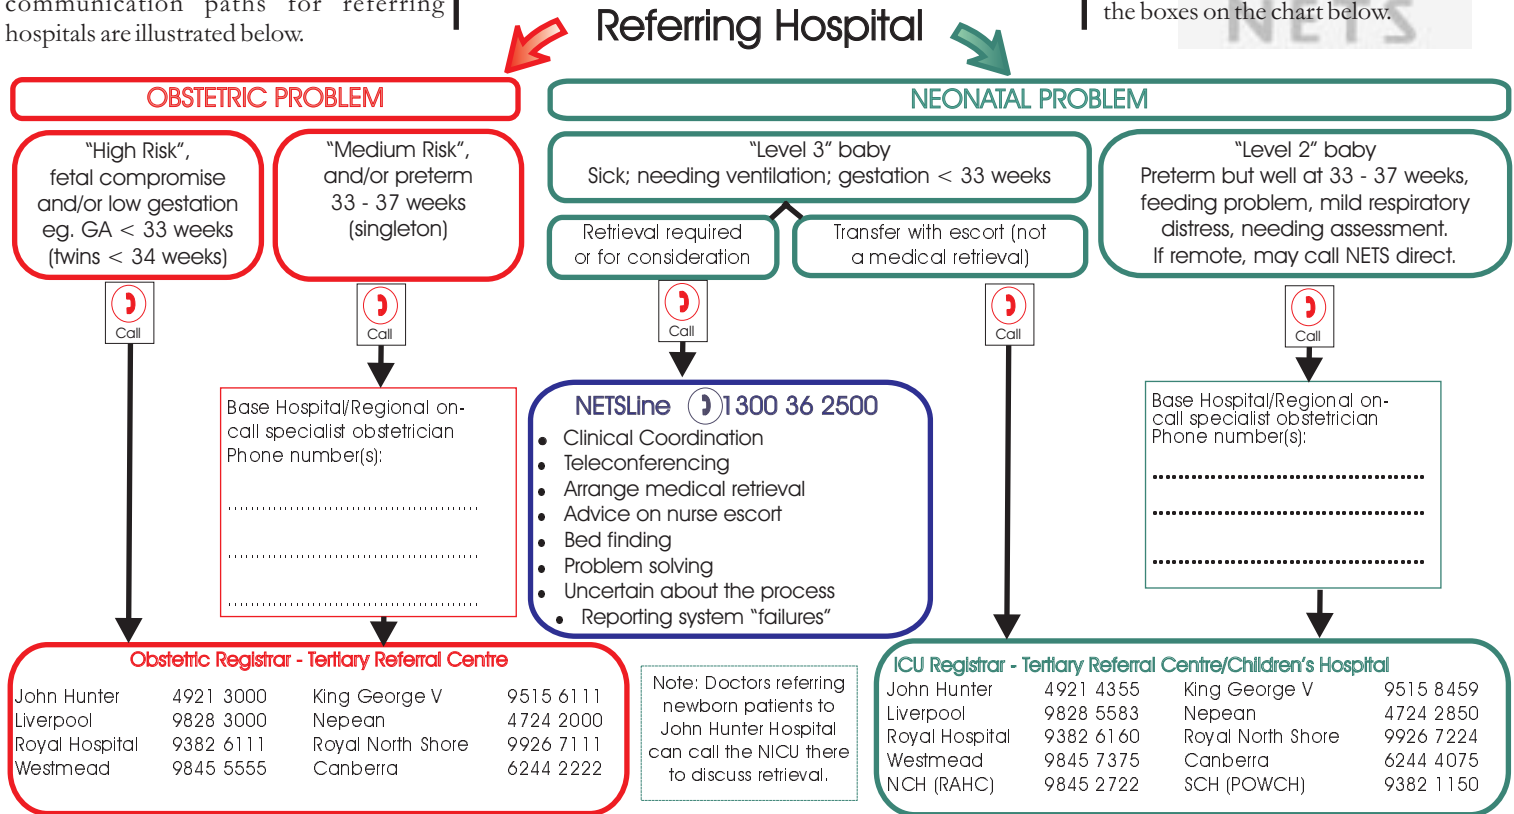 communication paths for referring
hospitals are illustrated below.
Referring Hospital
the boxes on the chart below.
NETS
OBSTETRIC PROBLEM
NEONATAL PROBLEM
"High Risk",
fetal compromise
and/or low gestation
eg. GA < 33 weeks
(twins < 34 weeks)
"Medium Risk",
and/or preterm
33 - 37 weeks
(singleton)
"Level 3" baby
Sick; needing ventilation; gestation < 33 weeks
Retrieval required
or for consideration
Transfer with escort (not
a medical retrieval)
"Level 2" baby
Preterm but well at 33 - 37 weeks,
feeding problem, mild respiratory
distress, needing assessment.
If remote, may call NETS direct.
Call
Call
Call
Call
Call
Base Hospital/Regional on-
call specialist obstetrician
Phone number(s):
NETSLine 1300 36 2500
• Clinical Coordination
• Teleconferencing
• Arrange medical retrieval
• Advice on nurse escort
• Bed finding
• Problem solving
• Uncertain about the process
• Reporting system "failures"
Base Hospital/Regional on-
call specialist obstetrician
Phone number(s):
Obstetric Registrar - Tertiary Referral Centre
John Hunter 4921 3000 King George V 9515 6111
Liverpool 9828 3000 Nepean 4724 2000
Royal Hospital 9382 6111 Royal North Shore 9926 7111
Westmead 9845 5555 Canberra 6244 2222
Note: Doctors referring
newborn patients to
John Hunter Hospital
can call the NICU there
to discuss retrieval.
ICU Registrar - Tertiary Referral Centre/Children's Hospital
John Hunter 4921 4355 King George V 9515 8459
Liverpool 9828 5583 Nepean 4724 2850
Royal Hospital 9382 6160 Royal North Shore 9926 7224
Westmead 9845 7375 Canberra 6244 4075
NCH (RAHC) 9845 2722 SCH (POWCH) 9382 1150